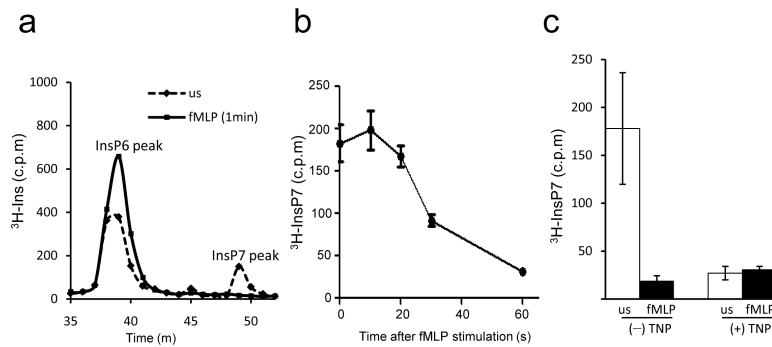 a
us
fMLP (1min)
InsP6 peak
InsP7 peak
³H-Ins (c.p.m)
1000
800
600
400
200
0
35
40
45
50
Time (m)
b
³H-InsP7 (c.p.m)
250
200
150
100
50
0
0
20
40
60
Time after fMLP stimulation (s)
c
³H-InsP7 (c.p.m)
250
200
150
100
50
us
fMLP
us
fMLP
(−) TNP
(+) TNP